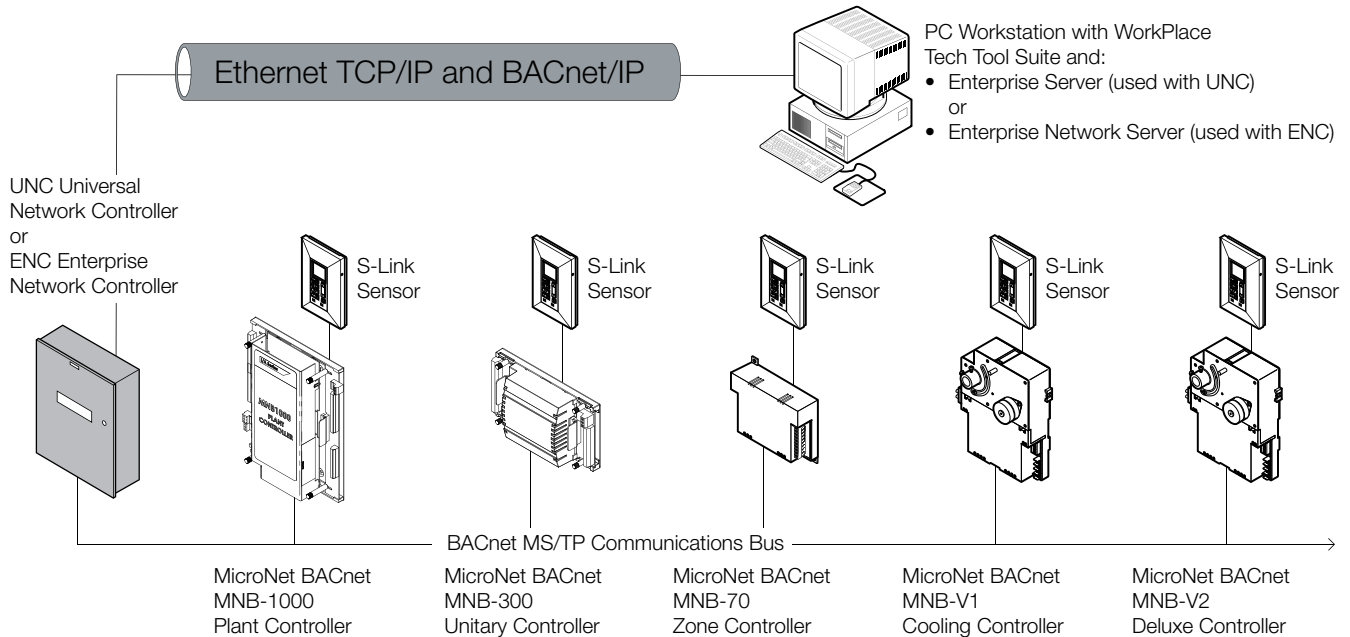 Ethernet TCP/IP and BACnet/IP
PC Workstation with WorkPlace
Tech Tool Suite and:
• Enterprise Server (used with UNC)
or
• Enterprise Network Server (used with ENC)
UNC Universal
Network Controller
or
ENC Enterprise
Network Controller
S-Link
Sensor
S-Link
Sensor
S-Link
Sensor
S-Link
Sensor
S-Link
Sensor
MNB1000
PLANT
CONTROLLER
BACnet MS/TP Communications Bus
MicroNet BACnet
MNB-1000
Plant Controller
MicroNet BACnet
MNB-300
Unitary Controller
MicroNet BACnet
MNB-70
Zone Controller
MicroNet BACnet
MNB-V1
Cooling Controller
MicroNet BACnet
MNB-V2
Deluxe Controller